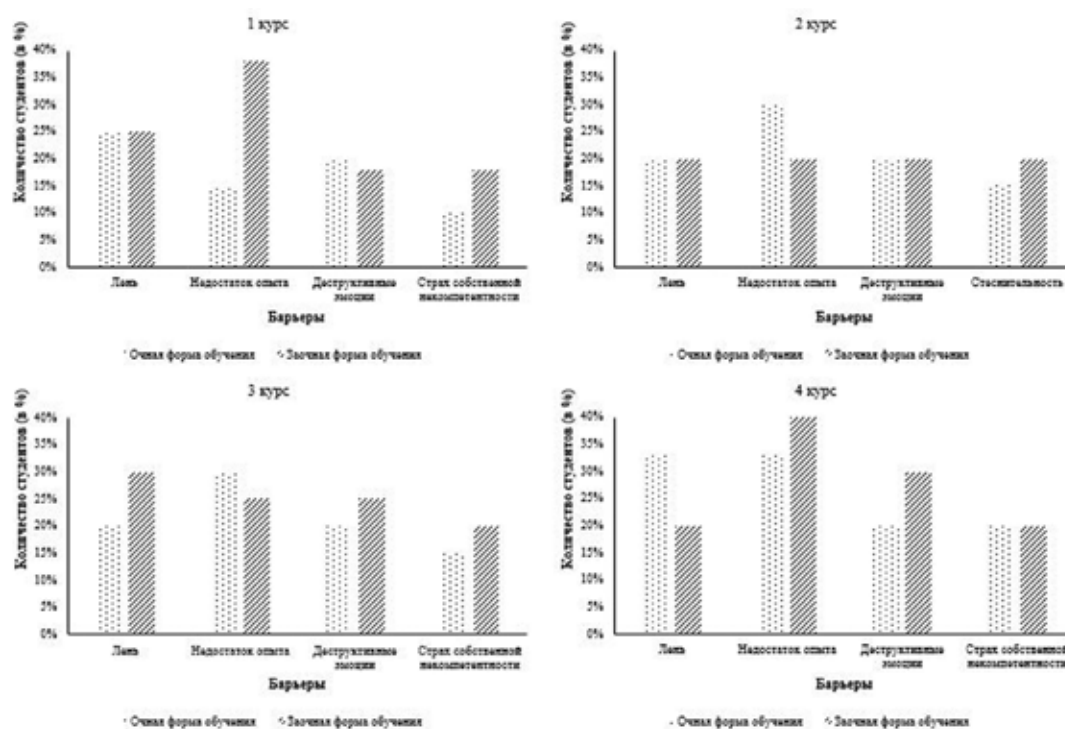 1 курс
Количество студентов (в %)
40%
35%
30%
25%
20%
15%
10%
5%
0%
Лень
Недостаток опыта
Деструктивные
эмоции
Страх собственной
некомпетентности
Барьеры
Очная форма обучения
Заочная форма обучения
2 курс
Количество студентов (в %)
40%
35%
30%
25%
20%
15%
10%
5%
0%
Лень
Недостаток опыта
Деструктивные
эмоции
Стеснительность
Барьеры
Очная форма обучения
Заочная форма обучения
3 курс
Количество студентов (в %)
40%
35%
30%
25%
20%
15%
10%
5%
0%
Лень
Недостаток опыта
Деструктивные
эмоции
Страх собственной
некомпетентности
Барьеры
Очная форма обучения
Заочная форма обучения
4 курс
Количество студентов (в %)
40%
35%
30%
25%
20%
15%
10%
5%
0%
Лень
Недостаток опыта
Деструктивные
эмоции
Страх собственной
некомпетентности
Барьеры
Очная форма обучения
Заочная форма обучения